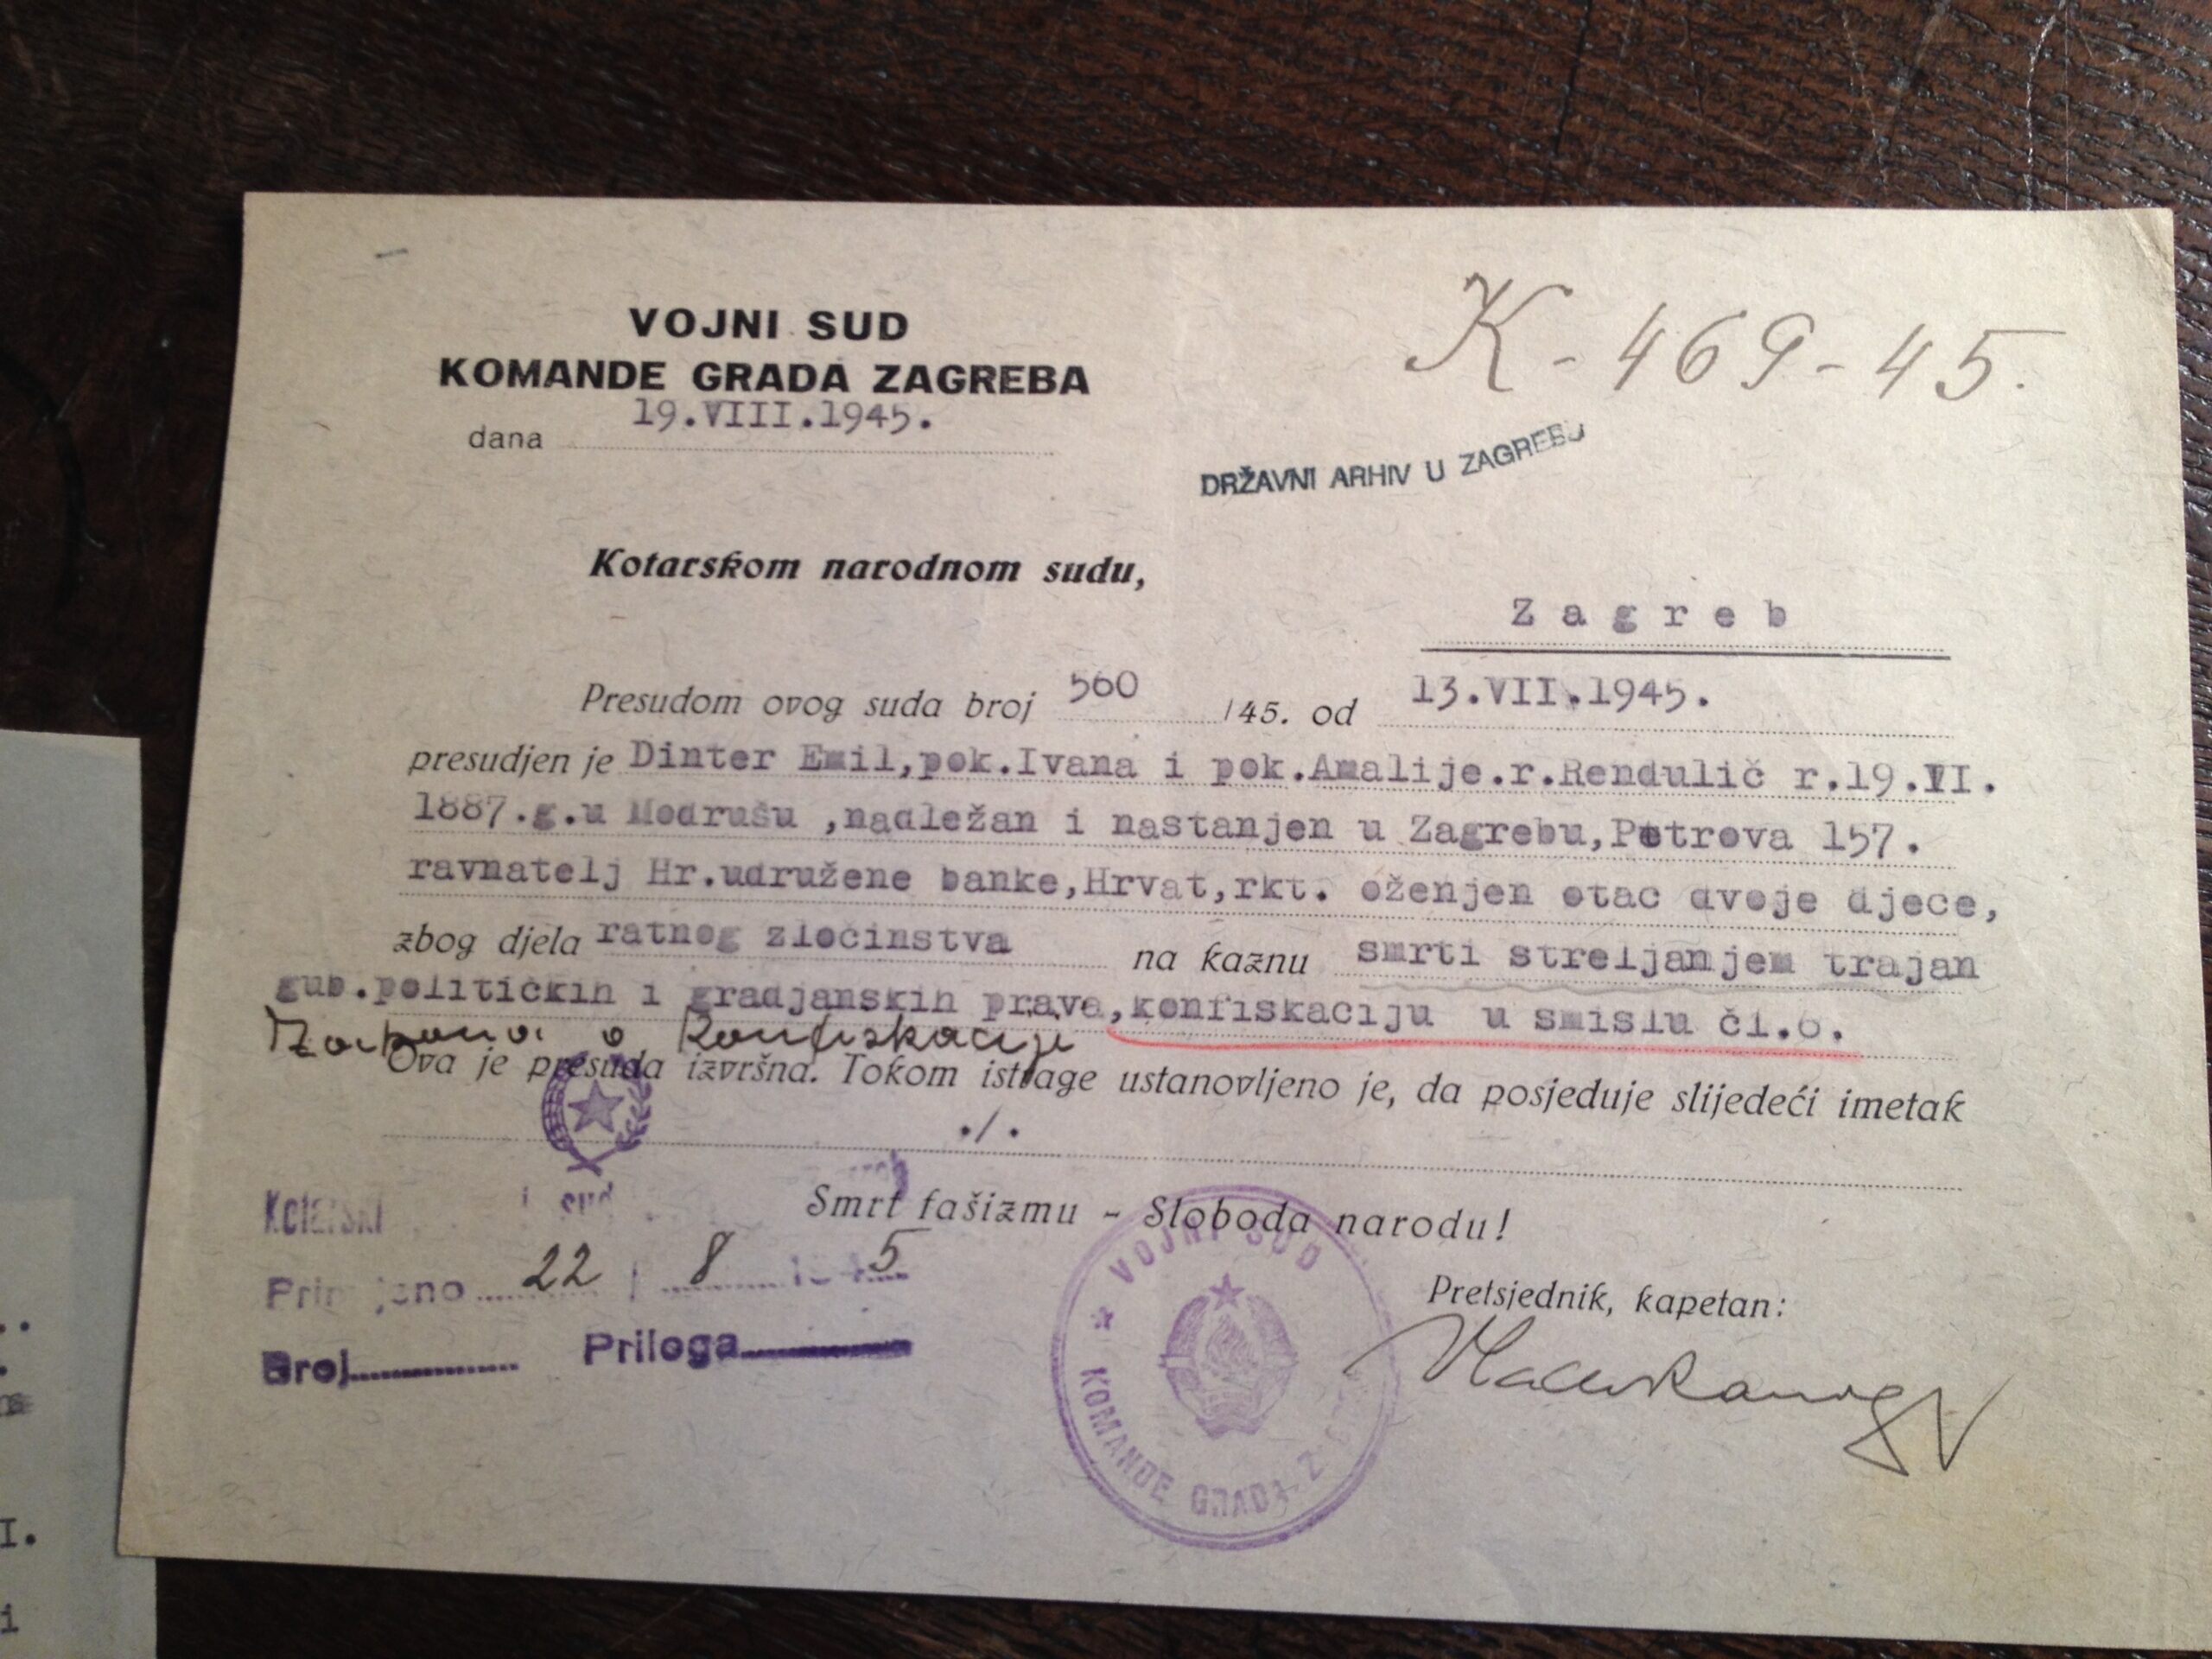 VOJNI SUD
KOMANDE GRADA ZAGREBA
dana 19.VIII.1945.
K - 469 - 45.
DRŽAVNI ARHIV U ZAGREBU
Kotarskom narodnom sudu,
Zagreb
Presudom ovog suda broj 560 /45. od 13.VII.1945.
presudjen je Dinter Emil,pok.Ivana i pok.Amalije.r.Rendulič r.19.VI.
1887.g.u Modrušu ,nadležan i nastanjen u Zagrebu,Petrova 157.
ravnatelj Hr.udružene banke,Hrvat,rkt. oženjen otac dvoje djece,
zbog djela ratnog zločinstva na kaznu smrti streljanjem trajan
gub.političkih i gradjanskih prava,konfiskaciju u smislu čl.6.
Zakona o konfiskaciji
Ova je presuda izvršna. Tokom istrage ustanovljeno je, da posjeduje slijedeći imetak
./.
Smrt fašizmu - Sloboda narodu!
Kotarski sud
Primljeno 22 / 8 1945
Broj Priloga
VOJNI SUD
KOMANDE GRADA
Pretsjednik, kapetan:
I.
i